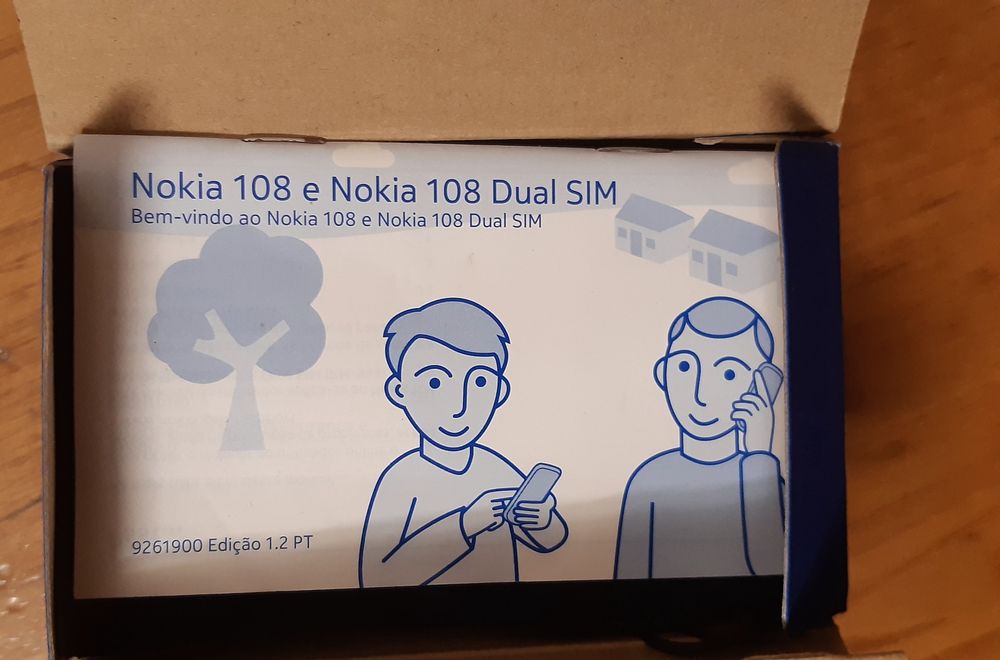 Nokia 108 e Nokia 108 Dual SIM
Bem-vindo ao Nokia 108 e Nokia 108 Dual SIM
9261900 Edição 1.2 PT